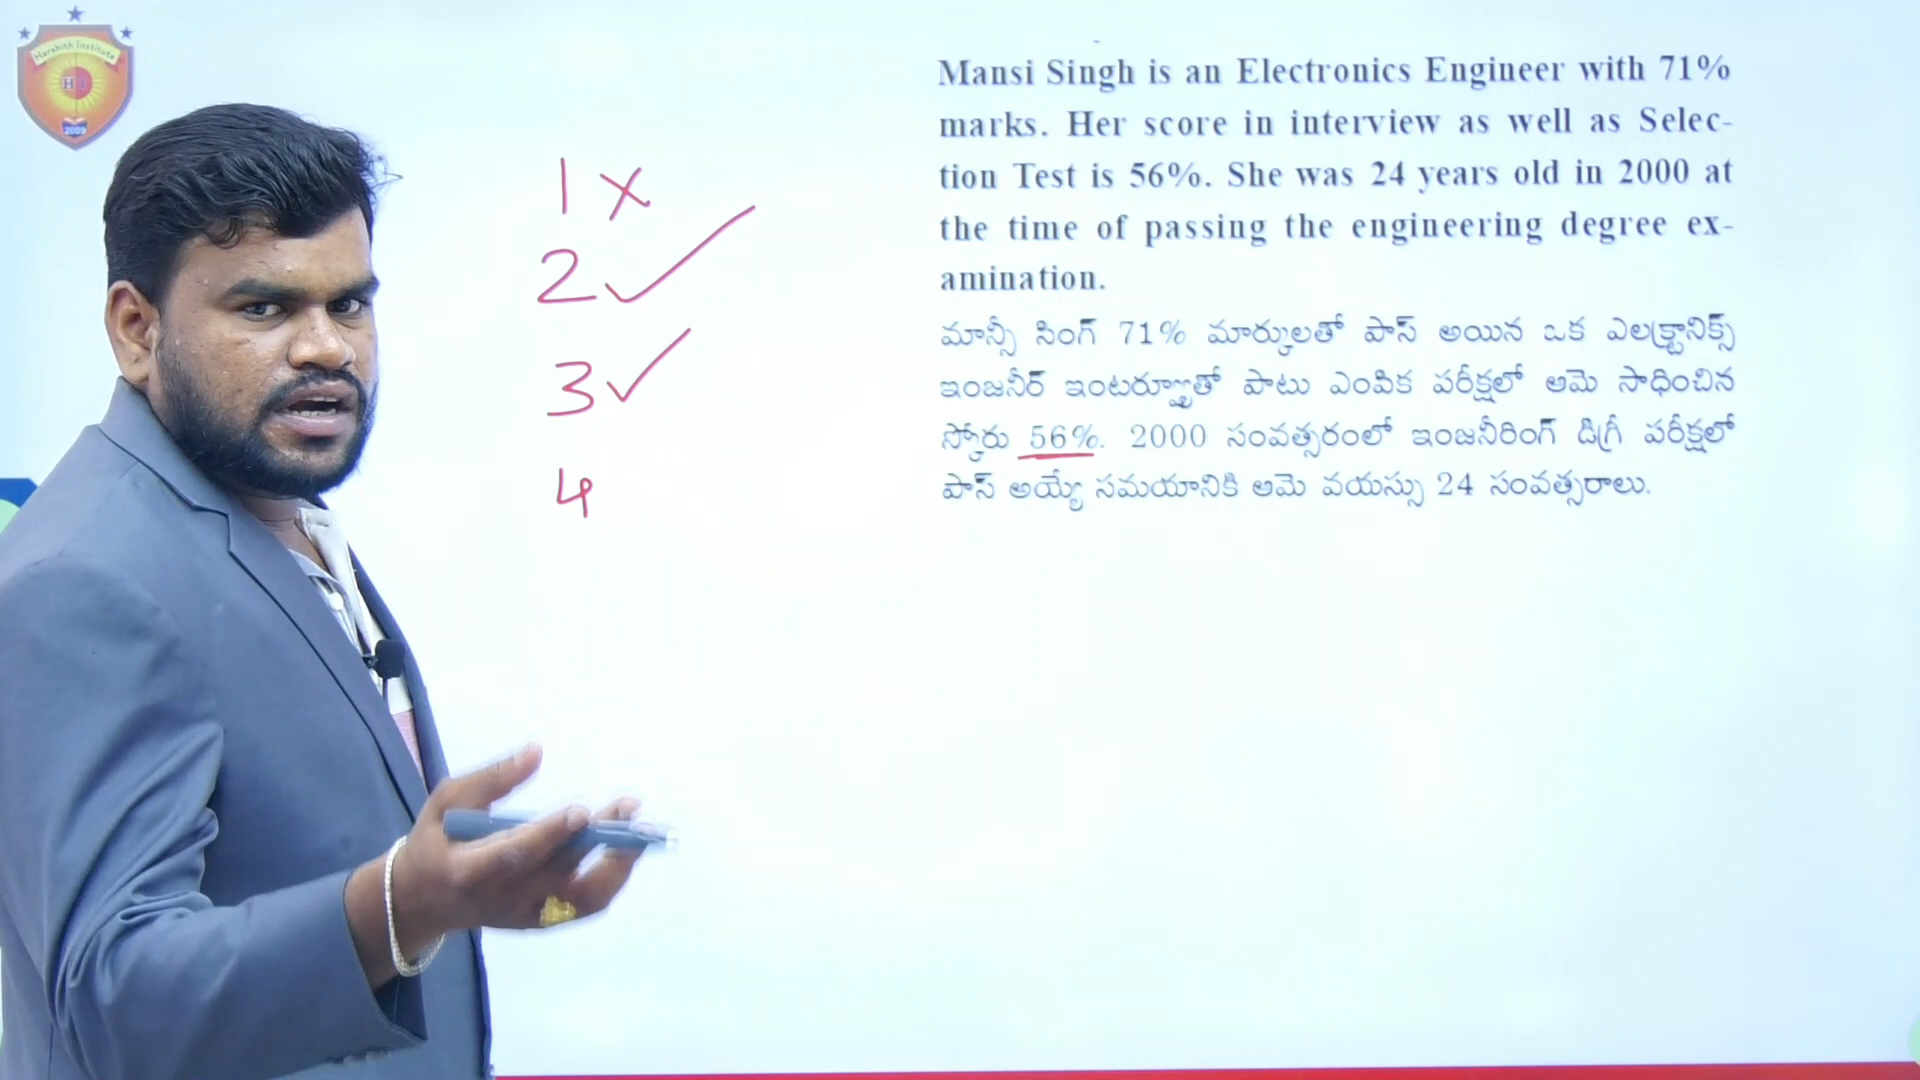 Harshith Institute
H I
2009
1 ×
2 ✓
3 ✓
4
Mansi Singh is an Electronics Engineer with 71%
marks. Her score in interview as well as Selec-
tion Test is 56%. She was 24 years old in 2000 at
the time of passing the engineering degree ex-
amination.
మాన్సీ సింగ్ 71% మార్కులతో పాస్ అయిన ఒక ఎలక్ట్రానిక్స్
ఇంజనీర్ ఇంటర్వ్యూతో పాటు ఎంపిక పరీక్షలో ఆమె సాధించిన
స్కోరు 56%. 2000 సంవత్సరంలో ఇంజనీరింగ్ డిగ్రీ పరీక్షలో
పాస్ అయ్యే సమయానికి ఆమె వయస్సు 24 సంవత్సరాలు.